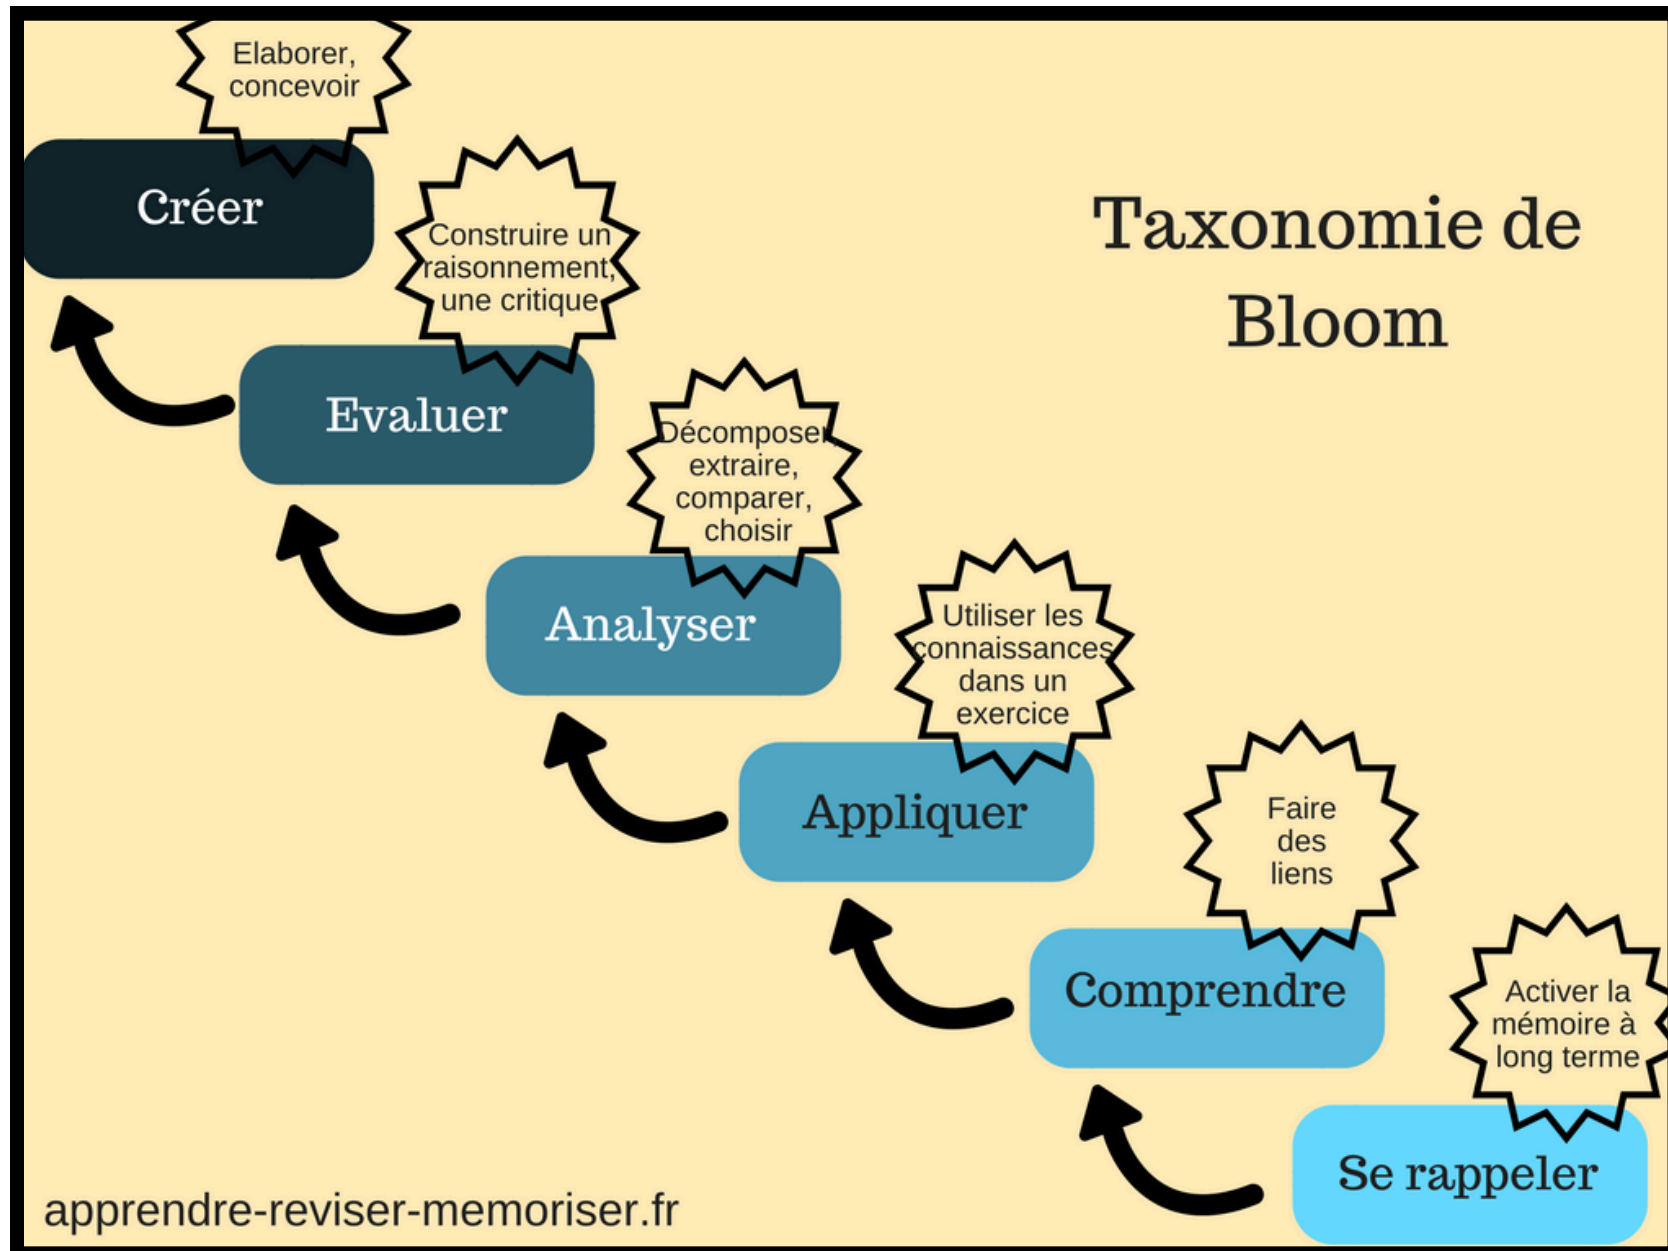 Elaborer,
concevoir
Créer
Construire un
raisonnement,
une critique
Evaluer
Taxonomie de
Bloom
Décomposer,
extraire,
comparer,
choisir
Analyser
Utiliser les
connaissances
dans un
exercice
Appliquer
Faire
des
liens
Comprendre
Activer la
mémoire à
long terme
Se rappeler
apprendre-reviser-memoriser.fr